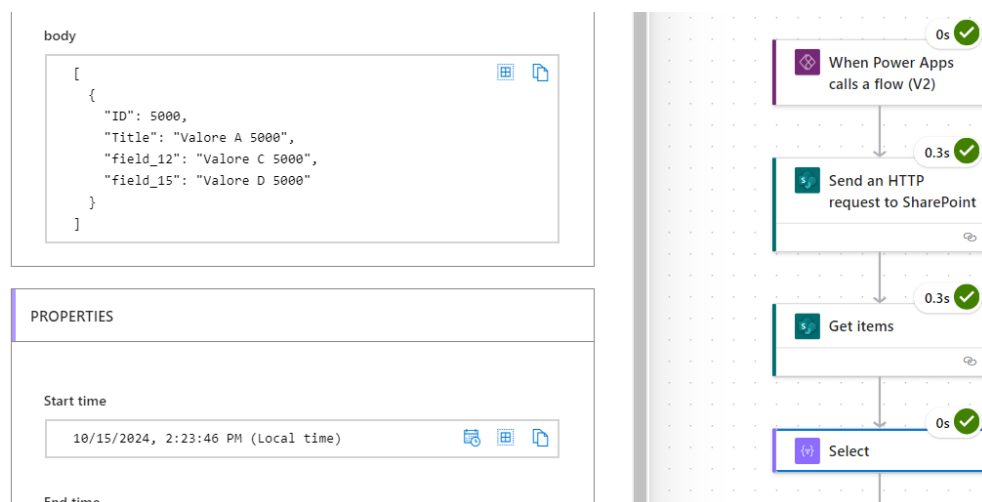 body
[
{
"ID": 5000,
"Title": "Valore A 5000",
"field_12": "Valore C 5000",
"field_15": "Valore D 5000"
}
]
PROPERTIES
Start time
10/15/2024, 2:23:46 PM (Local time)
End time
0s
When Power Apps
calls a flow (V2)
0.3s
Send an HTTP
request to SharePoint
0.3s
Get items
0s
Select